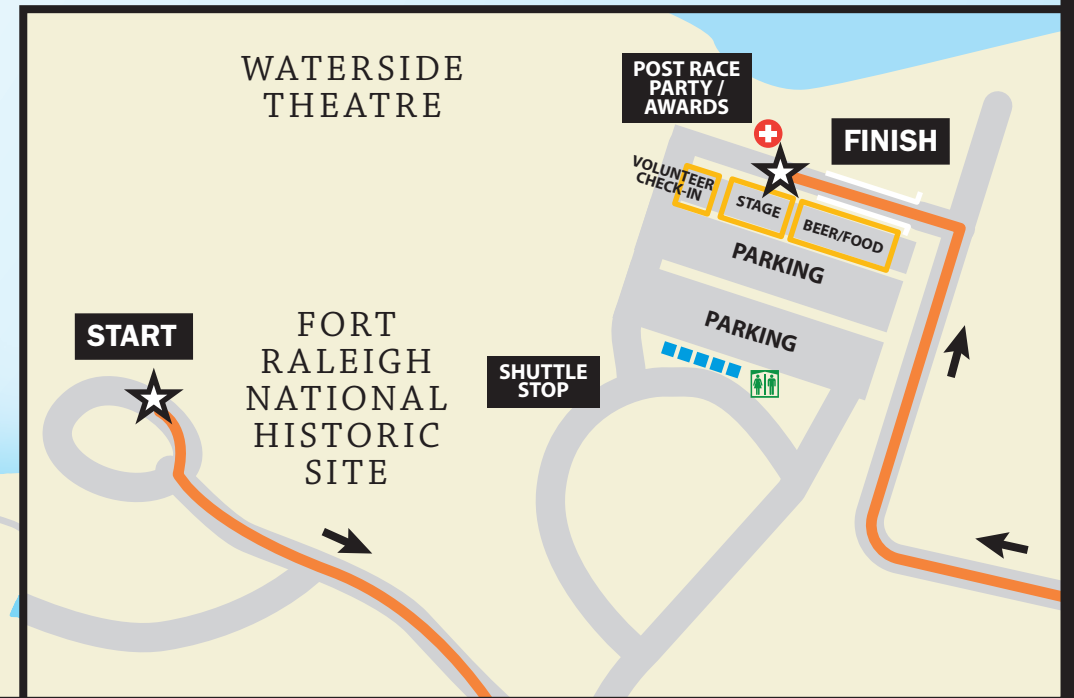 WATERSIDE
THEATRE
POST RACE
PARTY /
AWARDS
FINISH
VOLUNTEER
CHECK-IN
STAGE
BEER/FOOD
PARKING
PARKING
START
FORT
RALEIGH
NATIONAL
HISTORIC
SITE
SHUTTLE
STOP